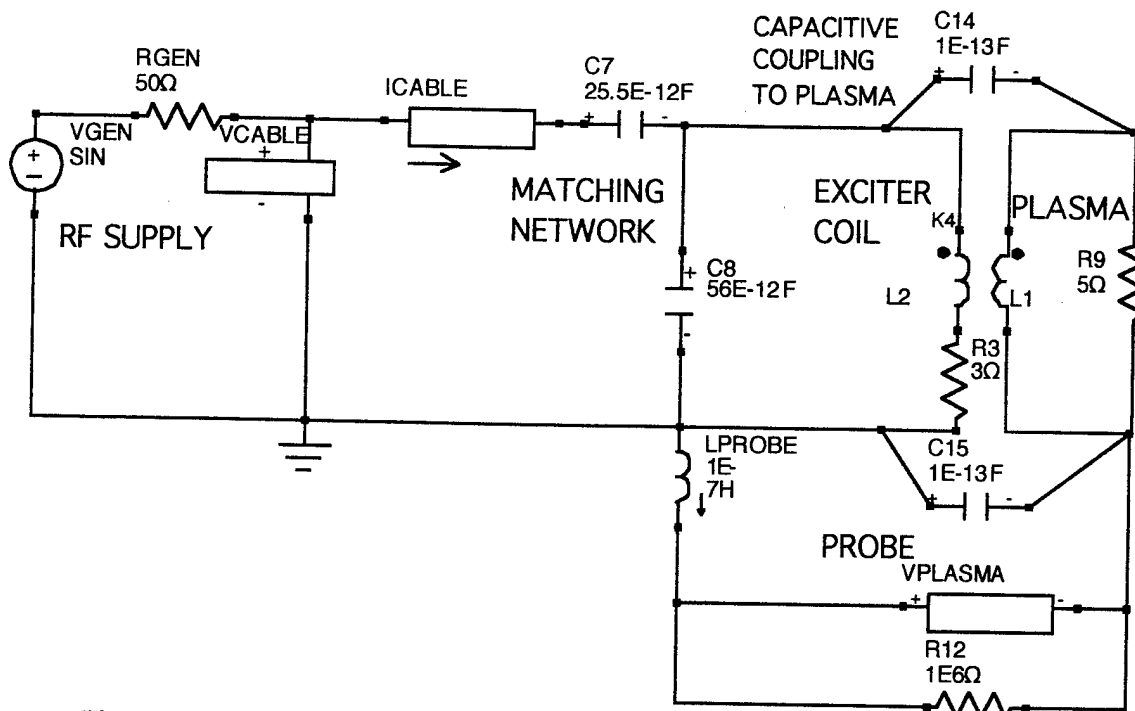 RGEN
50Ω
VGEN
SIN
+
−
VCABLE
+
-
RF SUPPLY
ICABLE
C7
25.5E-12F
+ -
MATCHING
NETWORK
C8
56E-12F
+
-
CAPACITIVE
COUPLING
TO PLASMA
C14
1E-13F
+ -
EXCITER
COIL
K4
L2
L1
PLASMA
R9
5Ω
R3
3Ω
C15
1E-13F
+ -
LPROBE
1E-
7H
PROBE
VPLASMA
+ -
R12
1E6Ω